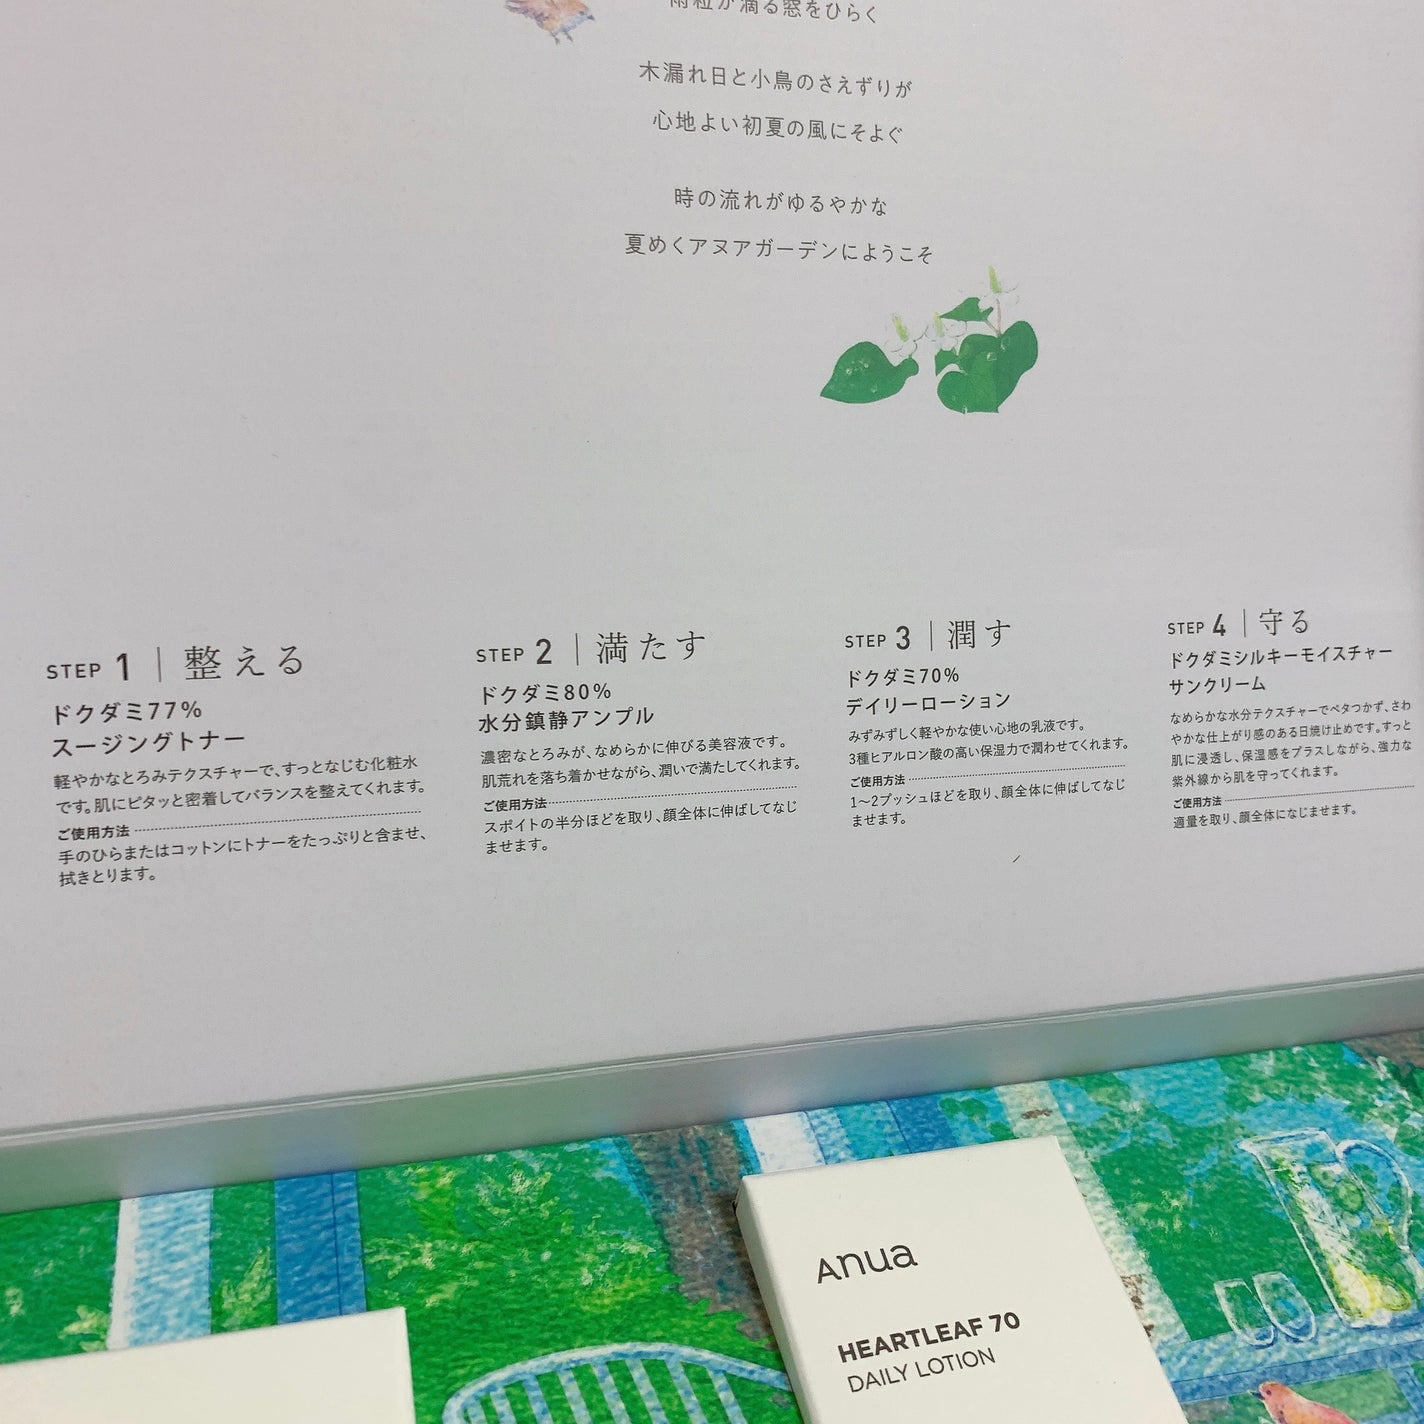 雨粒が滴る窓をひらく
木漏れ日と小鳥のさえずりが
心地よい初夏の風にそよぐ
時の流れがゆるやかな
夏めくアヌアガーデンにようこそ
STEP 1 | 整える
ドクダミ77%
スージングトナー
軽やかなとろみテクスチャーで、すっとなじむ化粧水
です。肌にピタッと密着してバランスを整えてくれます。
ご使用方法
手のひらまたはコットンにトナーをたっぷりと含ませ、
拭きとります。
STEP 2 | 満たす
ドクダミ80%
水分鎮静アンプル
濃密なとろみが、なめらかに伸びる美容液です。
肌荒れを落ち着かせながら、潤いで満たしてくれます。
ご使用方法
スポイトの半分ほどを取り、顔全体に伸ばしてなじ
ませます。
STEP 3 | 潤す
ドクダミ70%
デイリーローション
みずみずしく軽やかな使い心地の乳液です。
3種ヒアルロン酸の高い保湿力で潤わせてくれます。
ご使用方法
1〜2プッシュほどを取り、顔全体に伸ばしてなじ
ませます。
STEP 4 | 守る
ドクダミシルキーモイスチャー
サンクリーム
なめらかな水分テクスチャーでベタつかず、さわ
やかな仕上がり感のある日焼け止めです。すっと
肌に浸透し、保湿感をプラスしながら、強力な
紫外線から肌を守ってくれます。
ご使用方法
適量を取り、顔全体になじませます。
Anua
HEARTLEAF 70
DAILY LOTION